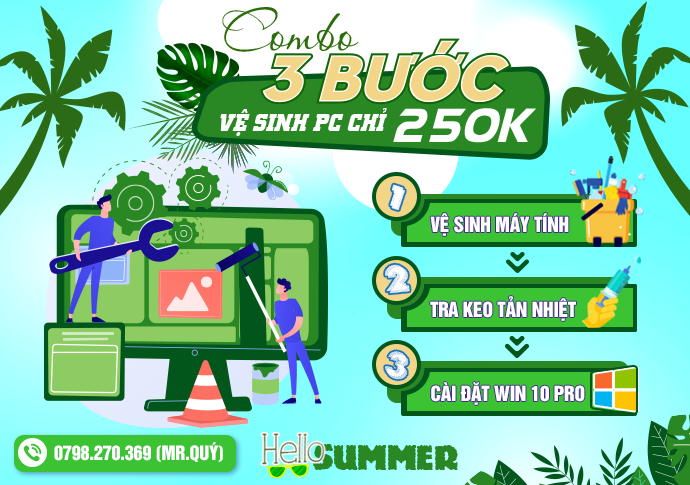 Combo
3 BƯỚC
VỆ SINH PC CHỈ 250K
1
VỆ SINH MÁY TÍNH
2
TRA KEO TẢN NHIỆT
3
CÀI ĐẶT WIN 10 PRO
0798.270.369 (MR.QUÝ)
Hello SUMMER